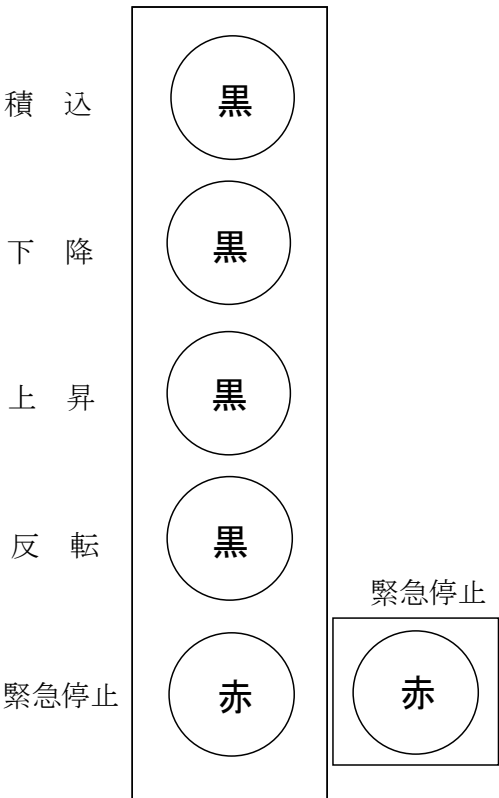 積 込 黒
下 降 黒
上 昇 黒
反 転 黒
緊急停止
緊急停止 赤 赤